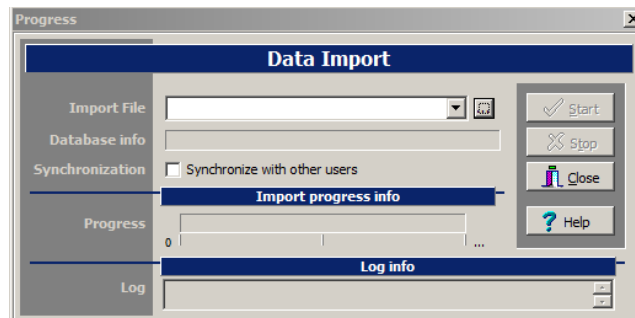 Progress
Data Import
Import File
Start
Database info
Stop
Synchronization
Synchronize with other users
Close
Import progress info
Progress
Help
0
...
Log info
Log